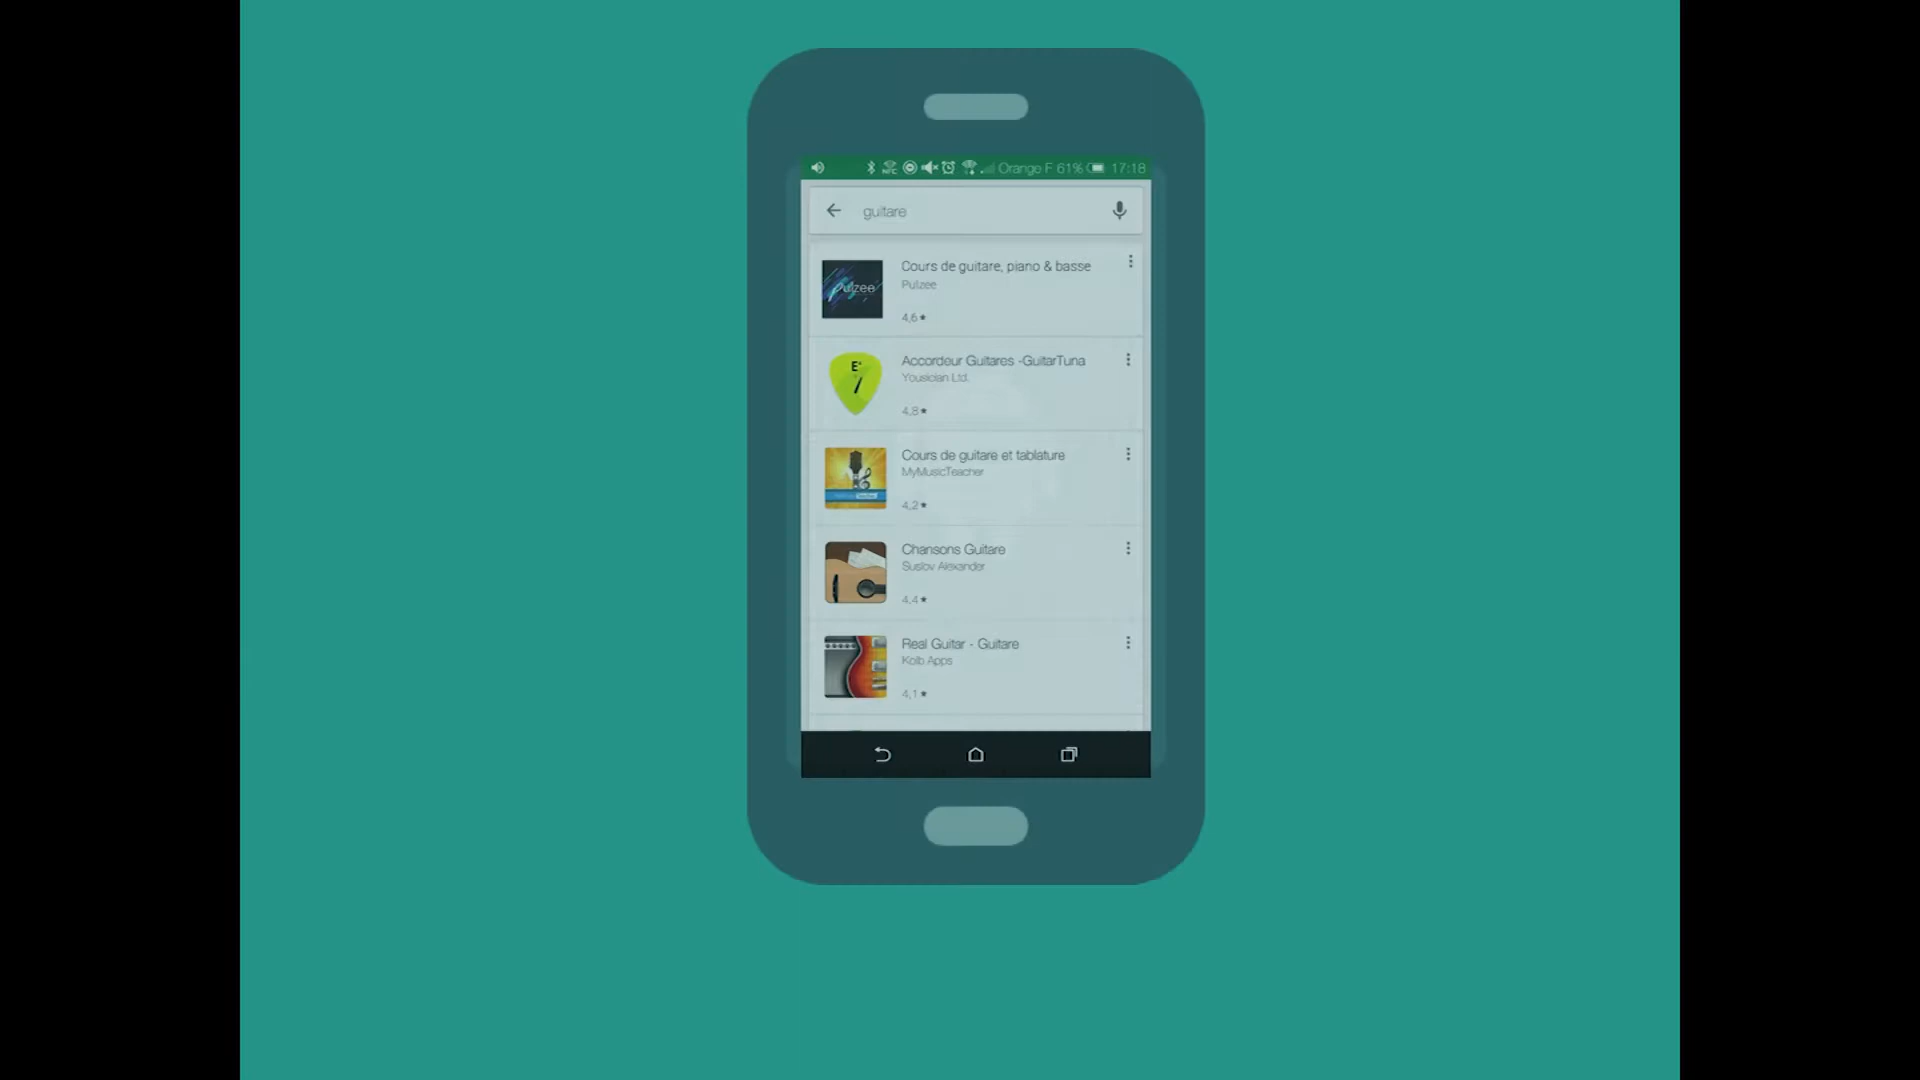 Orange F 61% 17:18
guitare
Cours de guitare, piano & basse
Pulzee
Pulzee
4,6
Accordeur Guitares -GuitarTuna
E
Yousician Ltd.
4,8
Cours de guitare et tablature
MyMusicTeacher
4,2
Chansons Guitare
Suslov Alexander
4,4
Real Guitar - Guitare
Kolb Apps
4,1